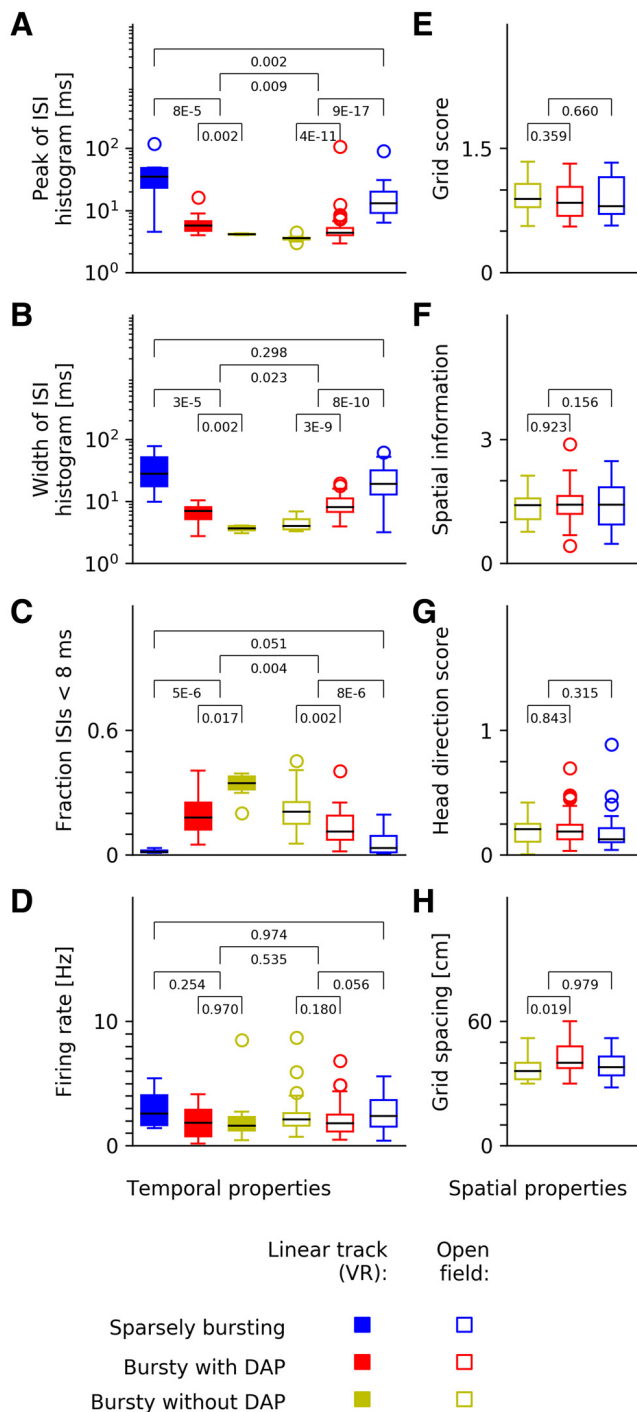 A
Peak of ISI
histogram [ms]
10²
10¹
10⁰
0.002
0.009
8E-5
9E-17
0.002
4E-11
E
Grid score
1.5
0
0.660
0.359
B
Width of ISI
histogram [ms]
10²
10¹
10⁰
0.298
0.023
3E-5
8E-10
0.002
3E-9
F
Spatial information
3
0
0.156
0.923
C
Fraction ISIs < 8 ms
0.6
0
0.051
0.004
5E-6
8E-6
0.017
0.002
G
Head direction score
1
0
0.315
0.843
D
Firing rate [Hz]
10
0
0.974
0.535
0.254
0.056
0.970
0.180
H
Grid spacing [cm]
60
0
0.979
0.019
Temporal properties
Spatial properties
Linear track
(VR):
Open
field:
Sparsely bursting
Bursty with DAP
Bursty without DAP